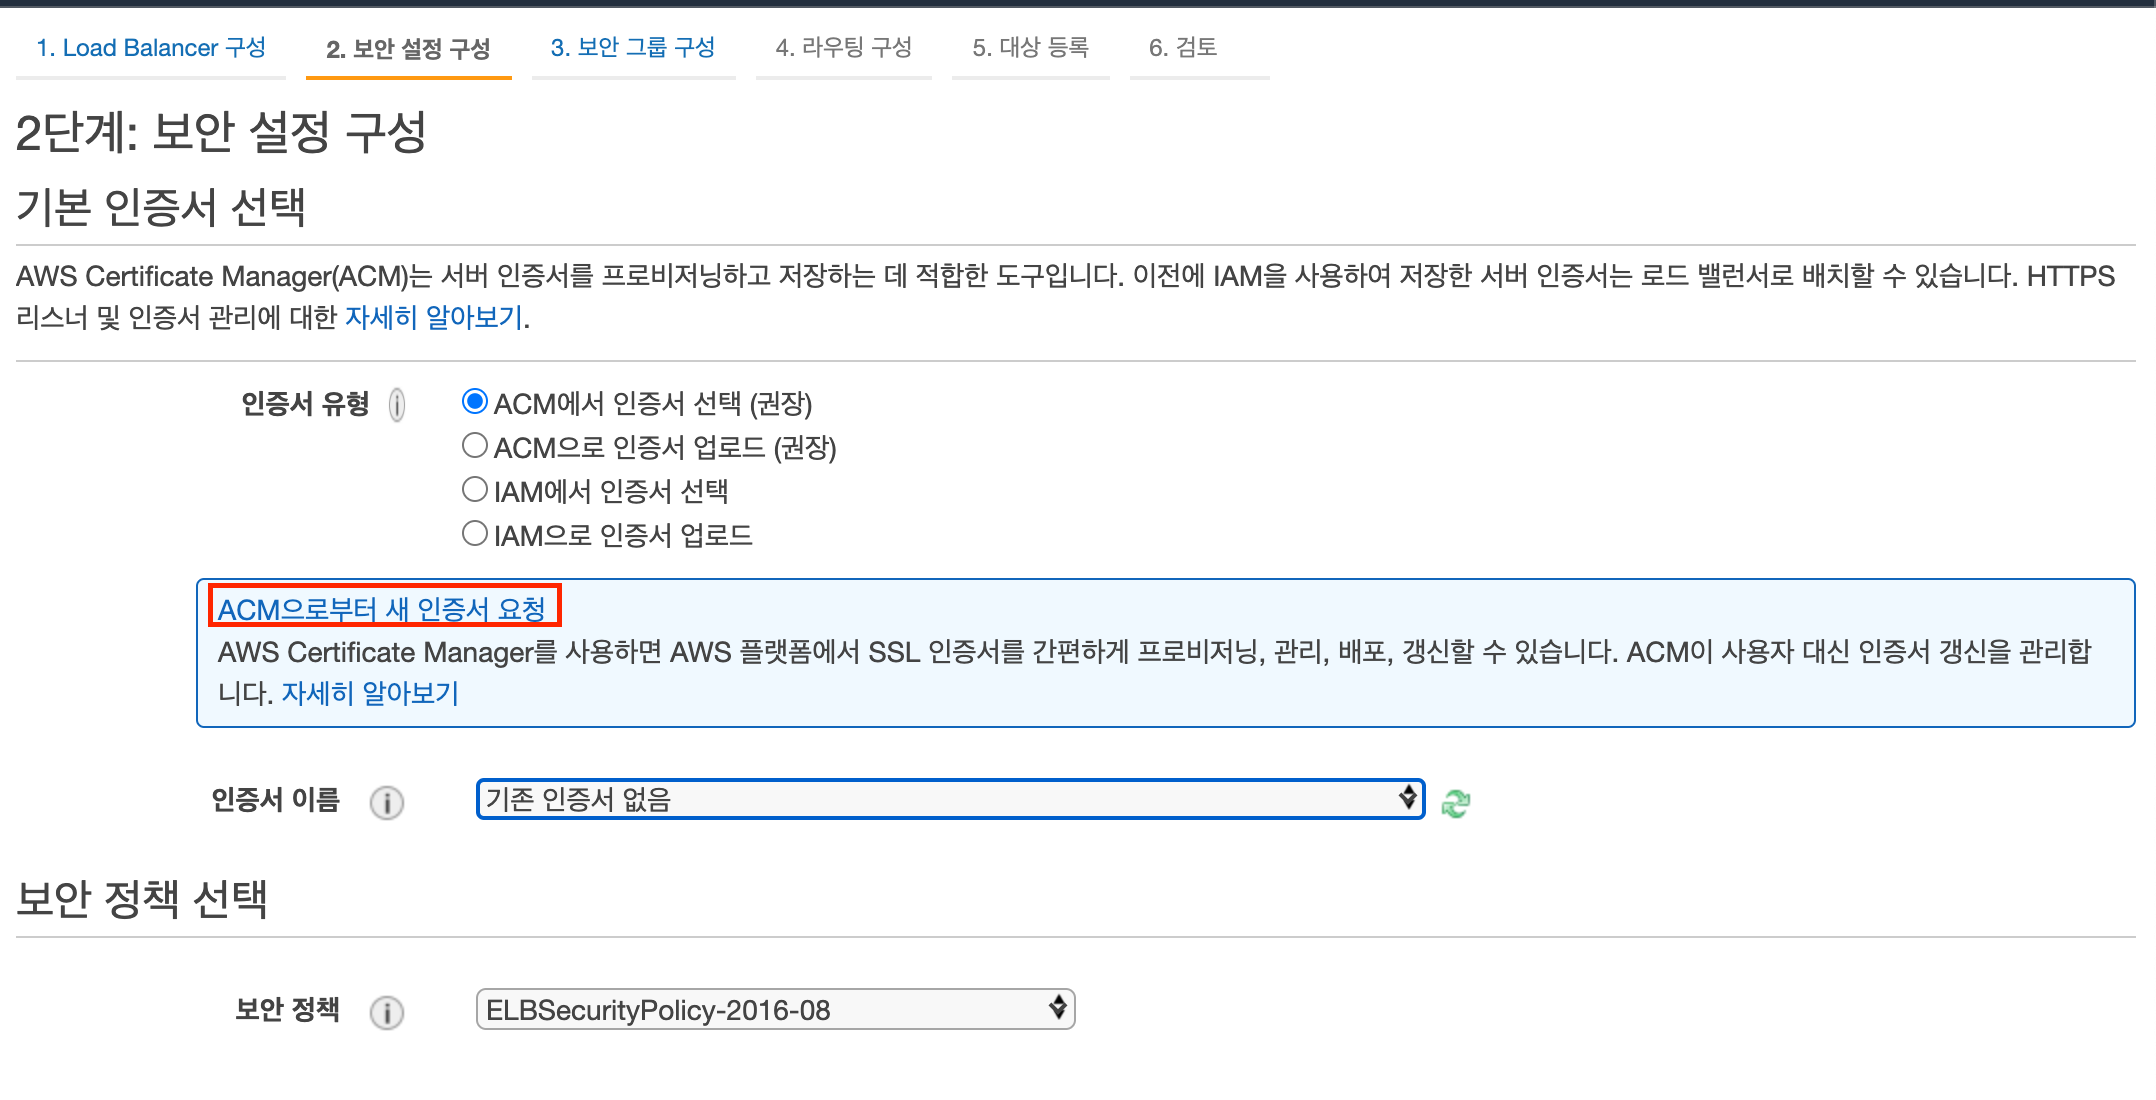 1. Load Balancer 구성
2. 보안 설정 구성
3. 보안 그룹 구성
4. 라우팅 구성
5. 대상 등록
6. 검토
2단계: 보안 설정 구성
기본 인증서 선택
AWS Certificate Manager(ACM)는 서버 인증서를 프로비저닝하고 저장하는 데 적합한 도구입니다. 이전에 IAM을 사용하여 저장한 서버 인증서는 로드 밸런서로 배치할 수 있습니다. HTTPS
리스너 및 인증서 관리에 대한 자세히 알아보기.
인증서 유형
ACM에서 인증서 선택 (권장)
ACM으로 인증서 업로드 (권장)
IAM에서 인증서 선택
IAM으로 인증서 업로드
ACM으로부터 새 인증서 요청
AWS Certificate Manager를 사용하면 AWS 플랫폼에서 SSL 인증서를 간편하게 프로비저닝, 관리, 배포, 갱신할 수 있습니다. ACM이 사용자 대신 인증서 갱신을 관리합
니다. 자세히 알아보기
인증서 이름
기존 인증서 없음
보안 정책 선택
보안 정책
ELBSecurityPolicy-2016-08